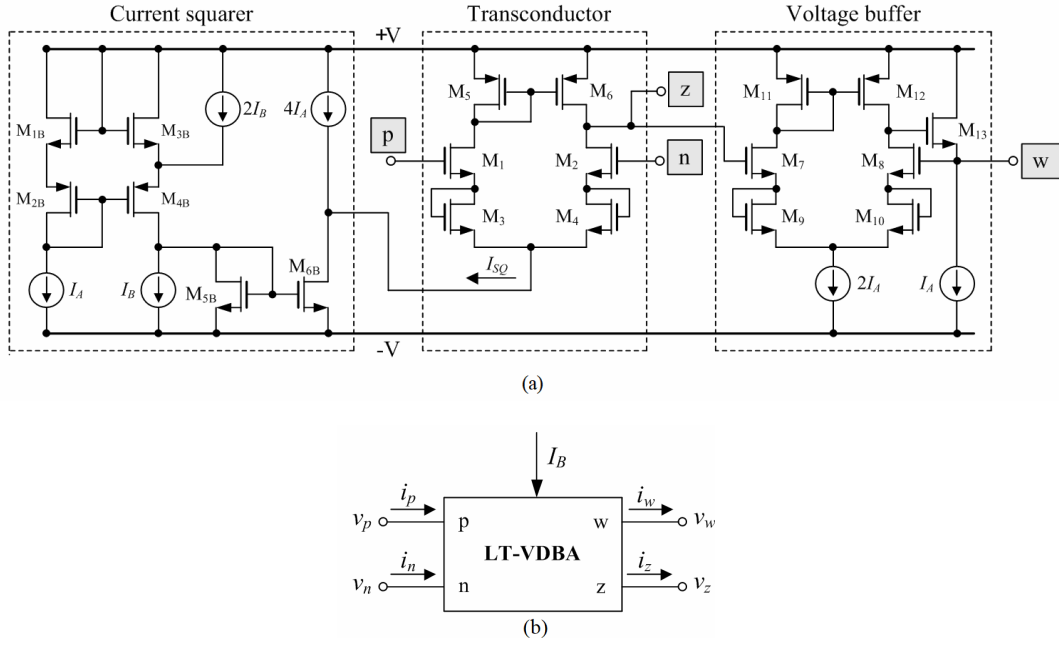 Current squarer
Transconductor
Voltage buffer
+V
M5
M6
z
M11
M12
2IB
4IA
M1B
M3B
M13
p
M1
M2
n
M7
M8
w
M2B
M4B
M3
M4
M9
M10
M6B
ISQ
IA
IB
M5B
2IA
IA
-V
(a)
IB
ip
iw
vp
p
w
vw
LT-VDBA
in
iz
vn
n
z
vz
(b)